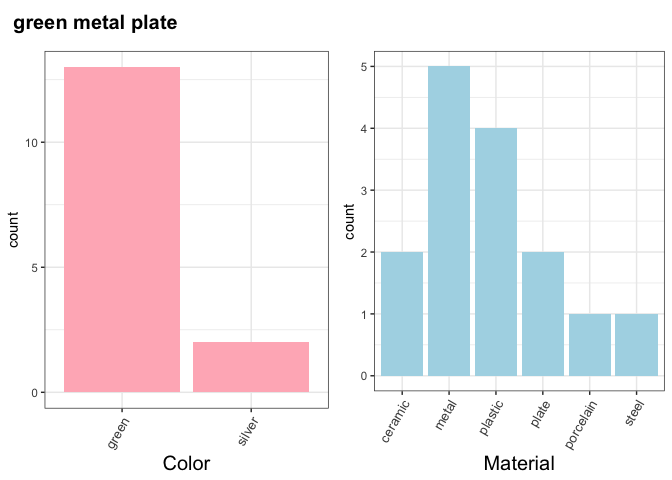 green metal plate
count
10
5
0
green
silver
Color
count
5
4
3
2
1
0
ceramic
metal
plastic
plate
porcelain
steel
Material